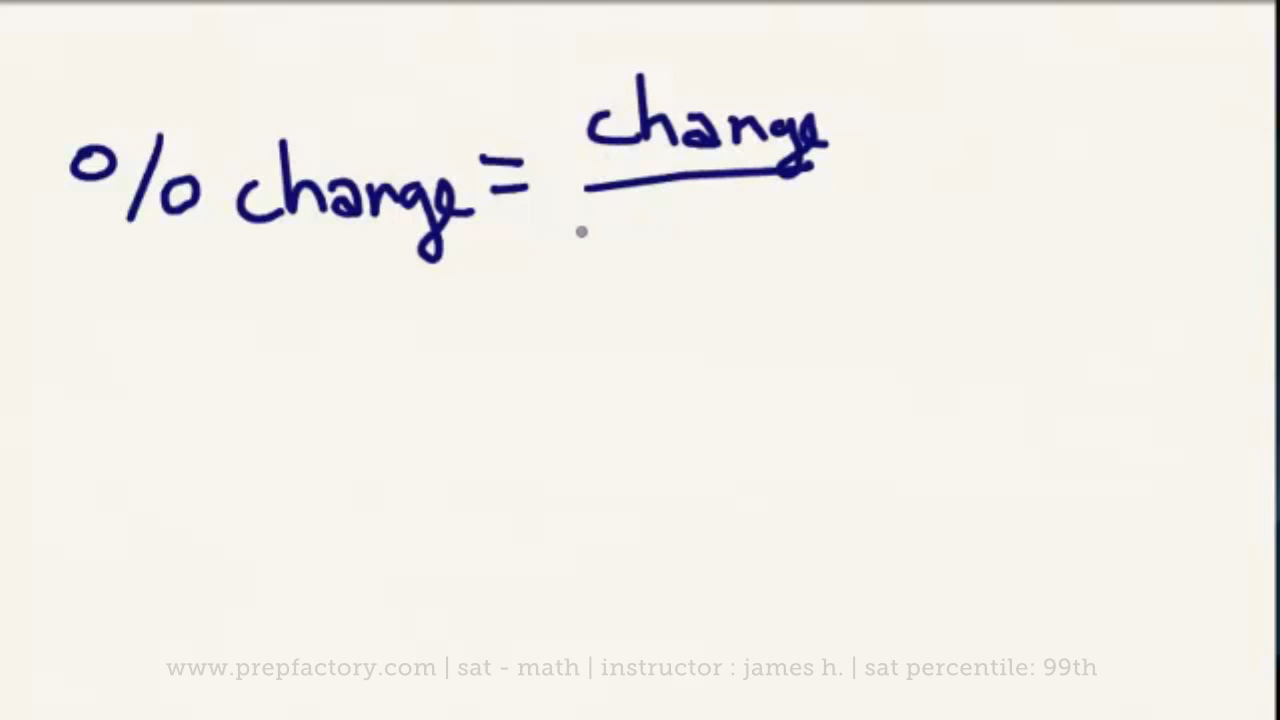 % change = change
www.prepfactory.com | sat - math | instructor : james h. | sat percentile: 99th